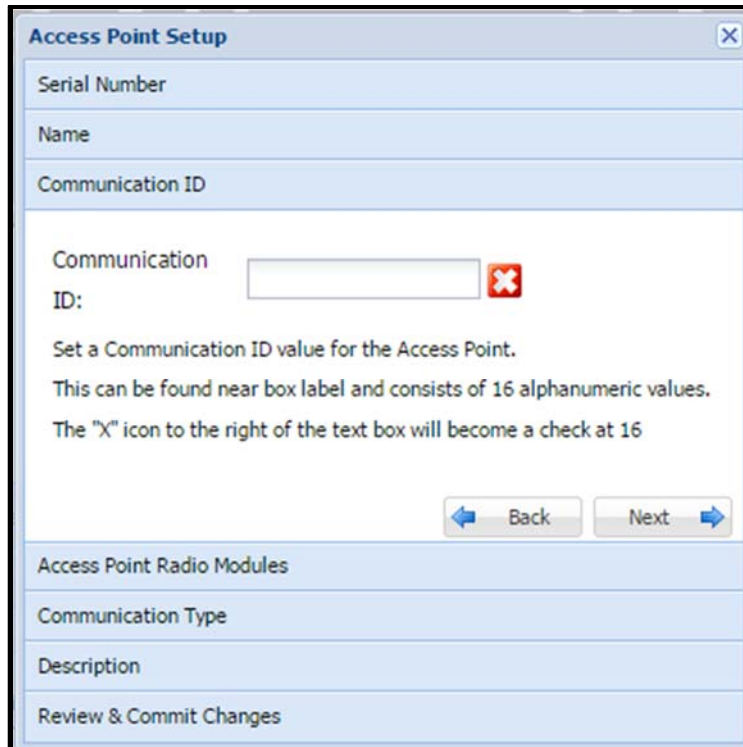 Access Point Setup
Serial Number
Name
Communication ID
Communication
ID:
Set a Communication ID value for the Access Point.
This can be found near box label and consists of 16 alphanumeric values.
The "X" icon to the right of the text box will become a check at 16
Back Next
Access Point Radio Modules
Communication Type
Description
Review & Commit Changes